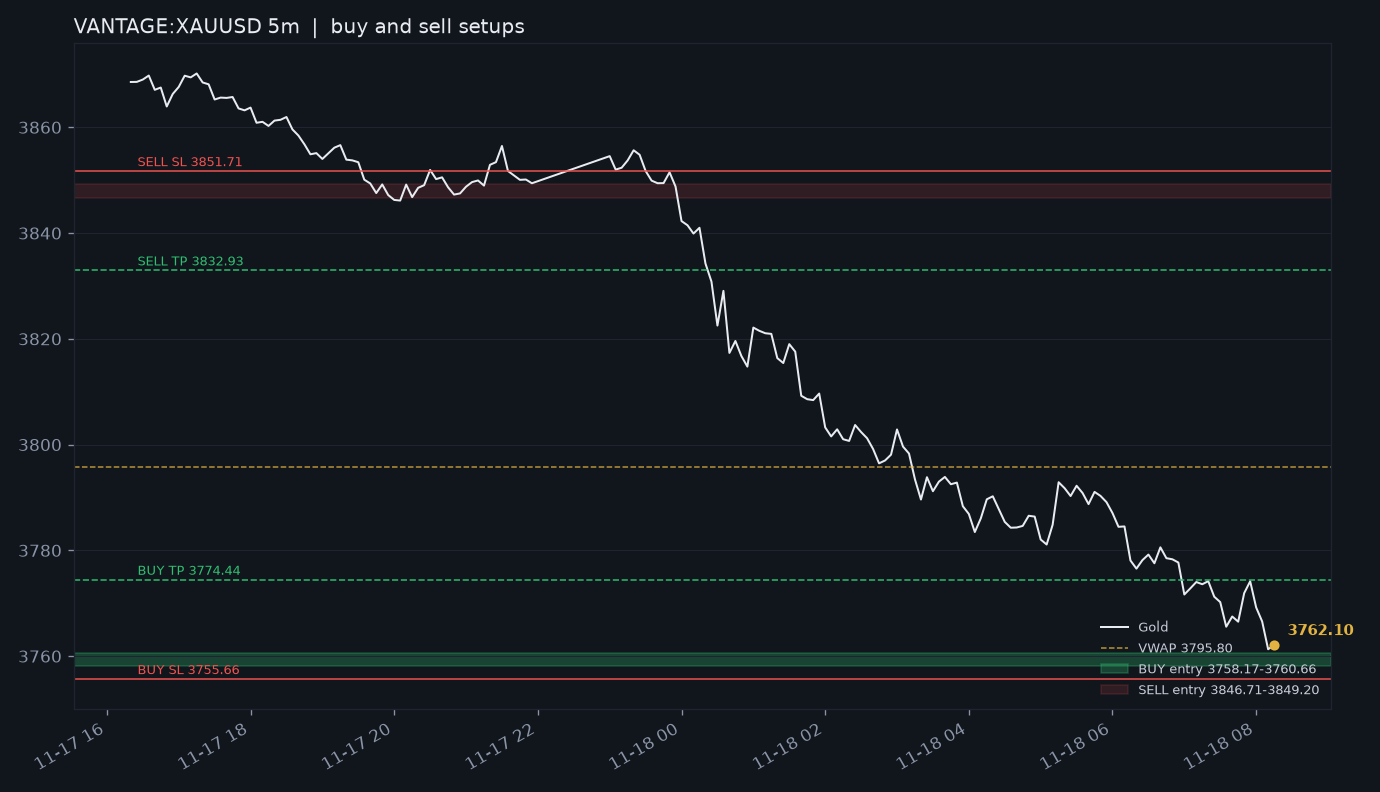 VANTAGE:XAUUSD 5m | buy and sell setups
3860
SELL SL 3851.71
3840
SELL TP 3832.93
3820
3800
3780
BUY TP 3774.44
3762.10
3760
BUY SL 3755.66
Gold
VWAP 3795.80
BUY entry 3758.17-3760.66
SELL entry 3846.71-3849.20
11-17 16
11-17 18
11-17 20
11-17 22
11-18 00
11-18 02
11-18 04
11-18 06
11-18 08